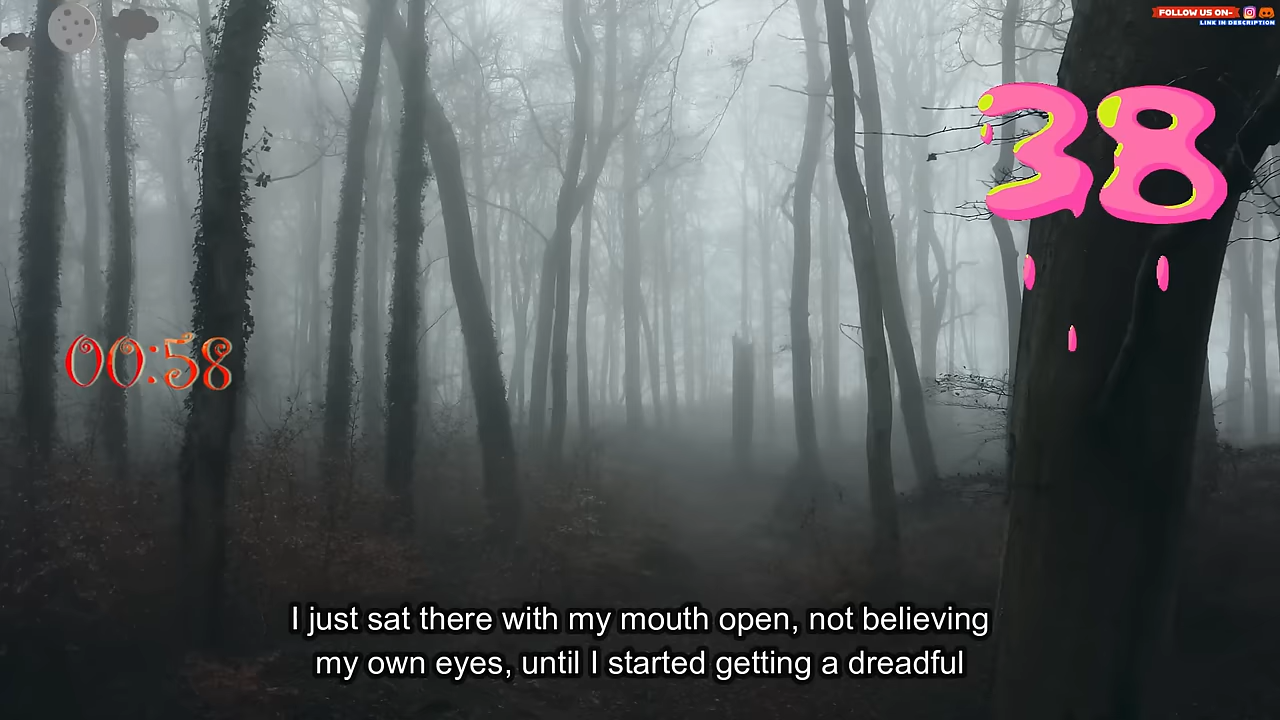 FOLLOW US ON-
LINK IN DESCRIPTION
38
00:58
I just sat there with my mouth open, not believing
my own eyes, until I started getting a dreadful